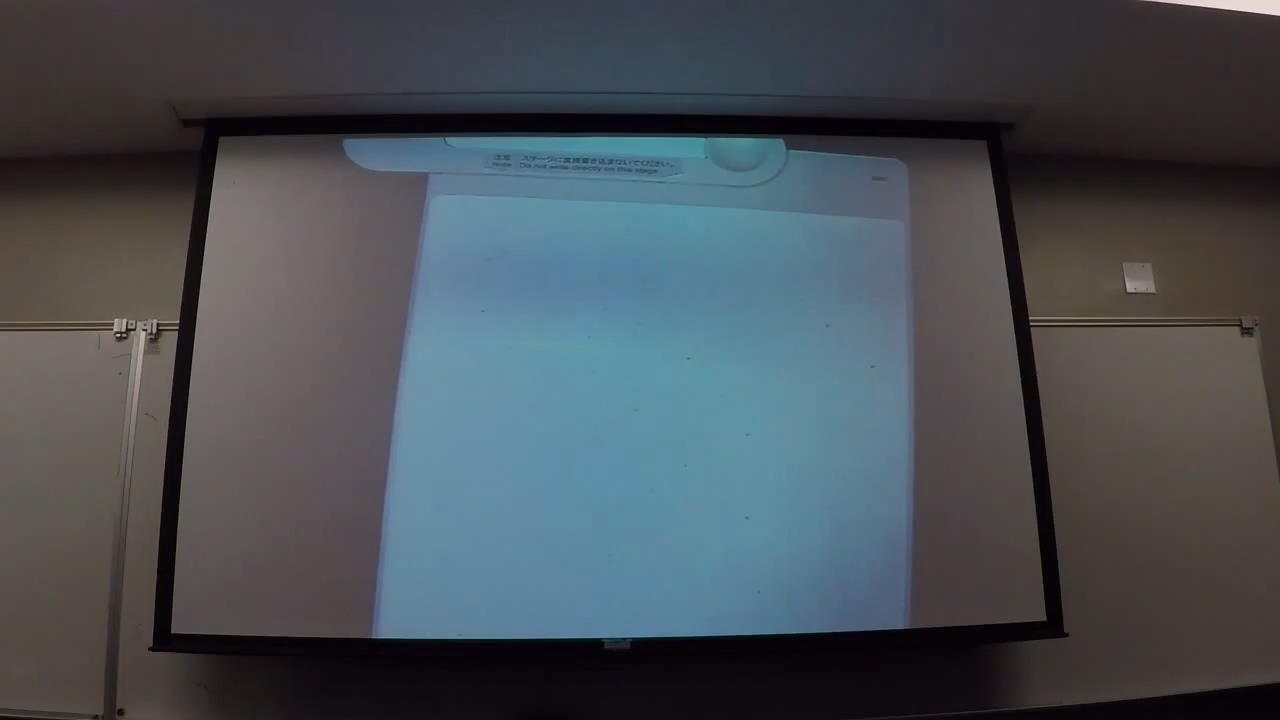 注意 ステージに直接書き込まないでください。
Note Do not write directly on this stage.